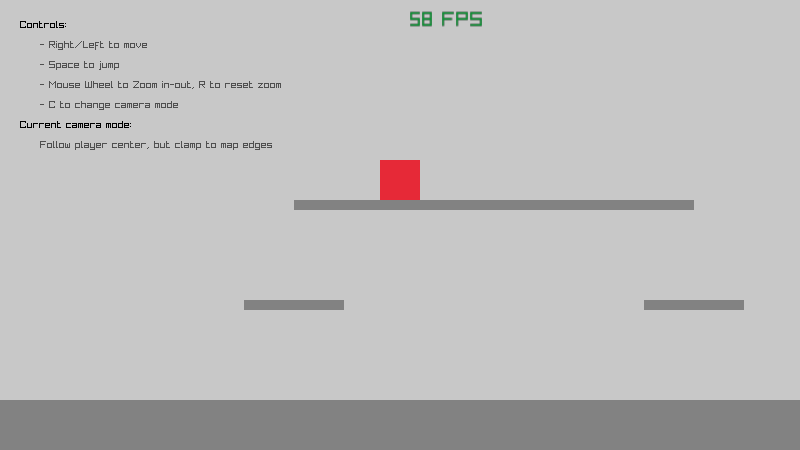 Controls:
- Right/Left to move
- Space to jump
- Mouse Wheel to Zoom in-out, R to reset zoom
- C to change camera mode
Current camera mode:
Follow player center, but clamp to map edges
58 FPS